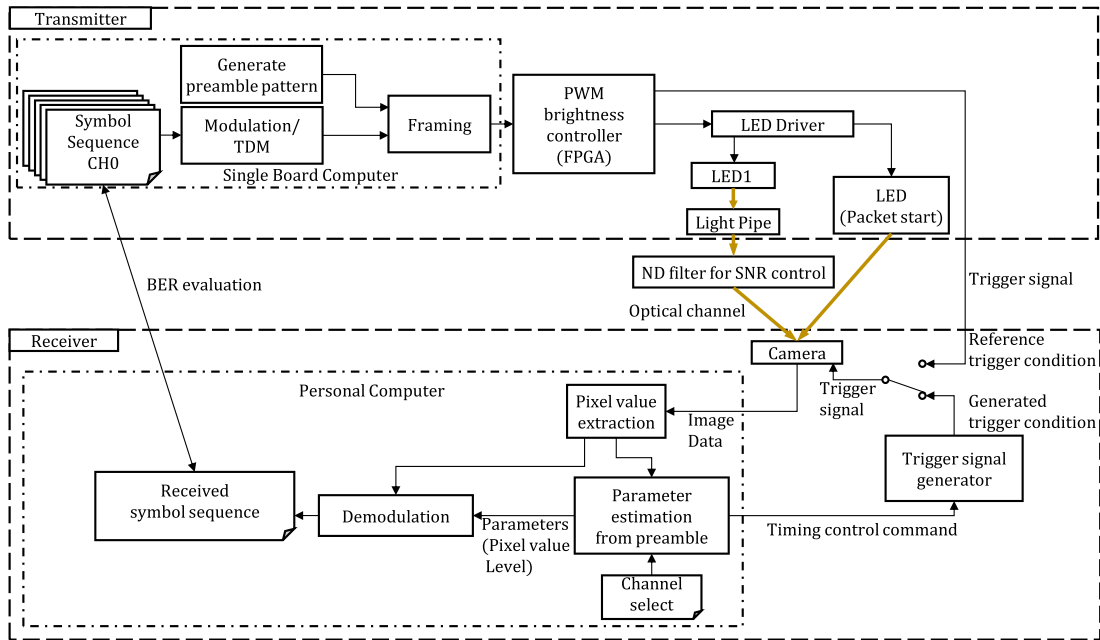 Transmitter
Generate
preamble pattern
Symbol
Sequence
CH0
Modulation/
TDM
Framing
Single Board Computer
PWM
brightness
controller
(FPGA)
LED Driver
LED1
Light Pipe
LED
(Packet start)
ND filter for SNR control
Optical channel
Trigger signal
BER evaluation
Receiver
Camera
Reference
trigger condition
Trigger
signal
Generated
trigger condition
Personal Computer
Pixel value
extraction
Image
Data
Trigger signal
generator
Received
symbol sequence
Demodulation
Parameters
(Pixel value
Level)
Parameter
estimation
from preamble
Timing control command
Channel
select